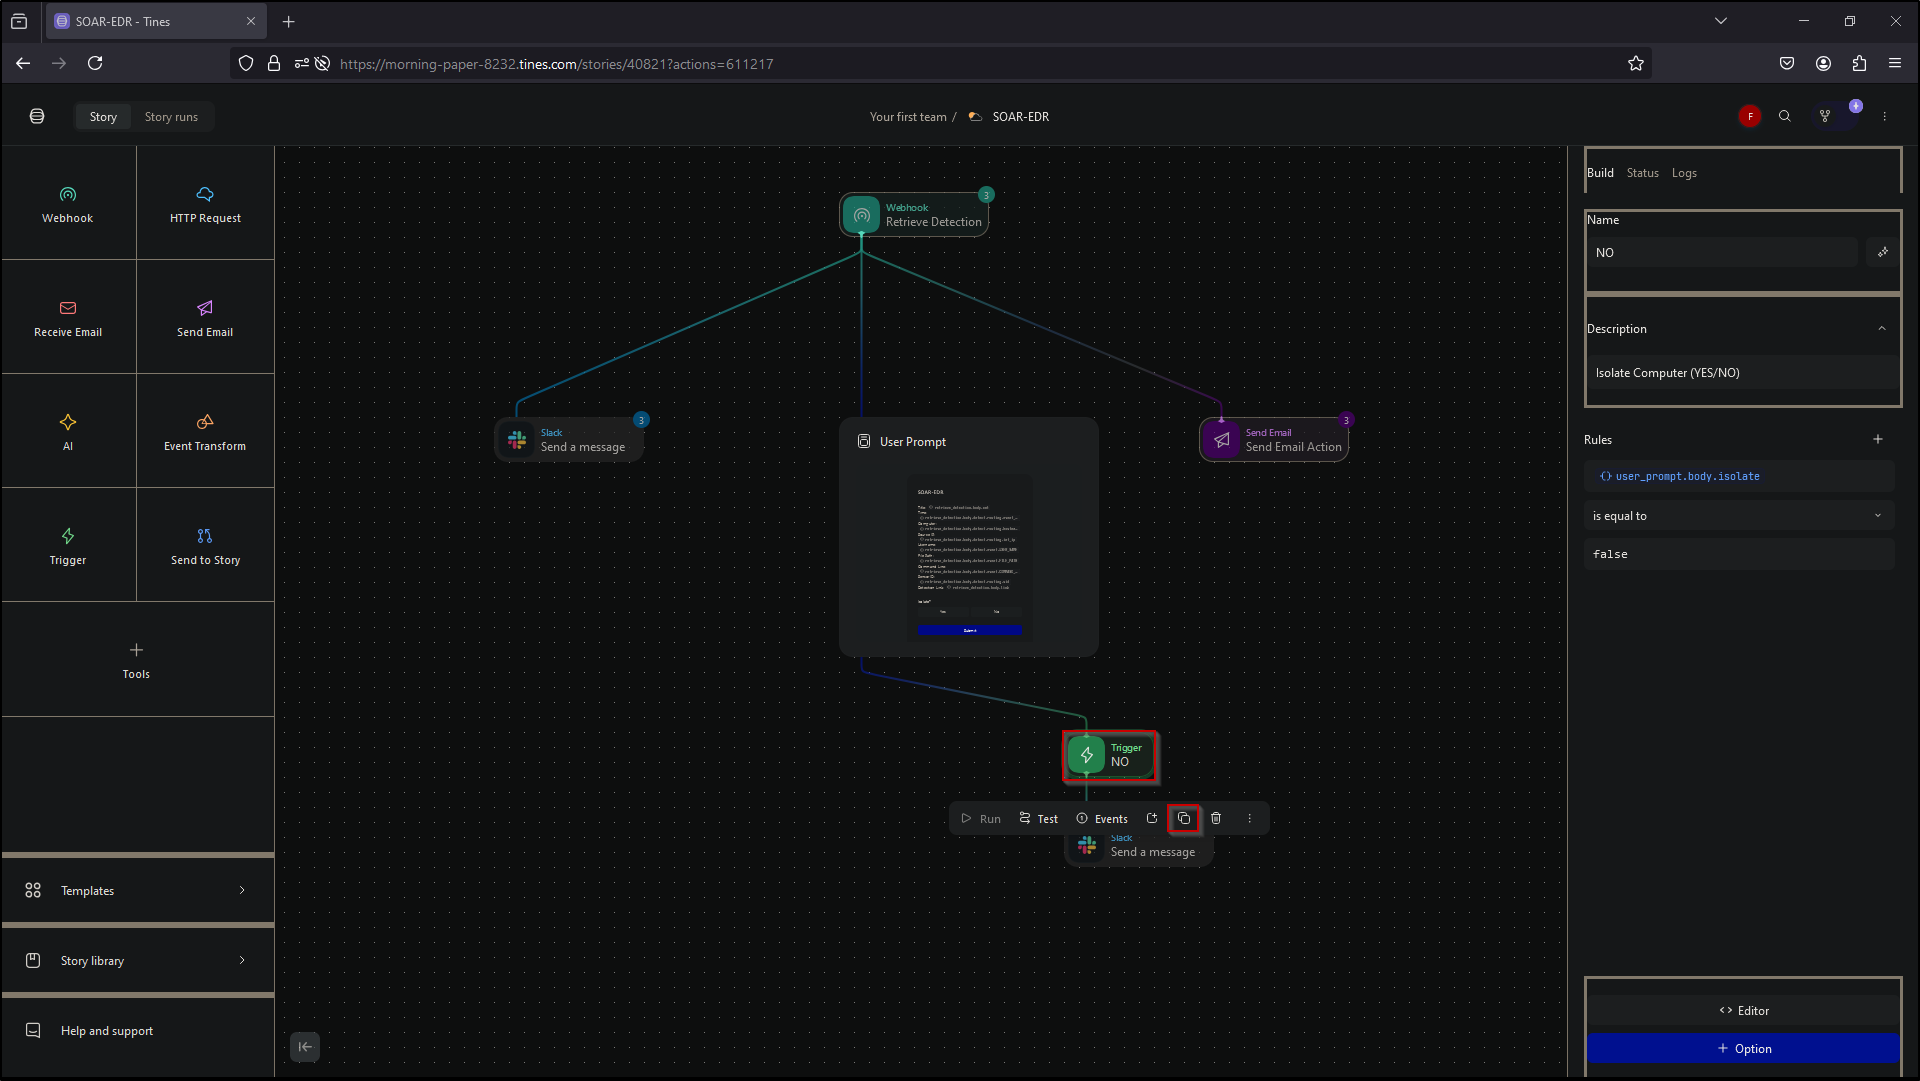 SOAR-EDR - Tines
https://morning-paper-8232.tines.com/stories/40821?actions=611217
Story
Story runs
Your first team /
SOAR-EDR
F
Webhook
HTTP Request
Receive Email
Send Email
AI
Event Transform
Trigger
Send to Story
Tools
Templates
Story library
Help and support
3
Webhook
Retrieve Detection
3
Slack
Send a message
User Prompt
SOAR-EDR
Yes
No
Submit
3
Send Email
Send Email Action
Trigger
NO
Run
Test
Events
Slack
Send a message
Build
Status
Logs
Name
NO
Description
Isolate Computer (YES/NO)
Rules
user_prompt.body.isolate
is equal to
false
<> Editor
+ Option